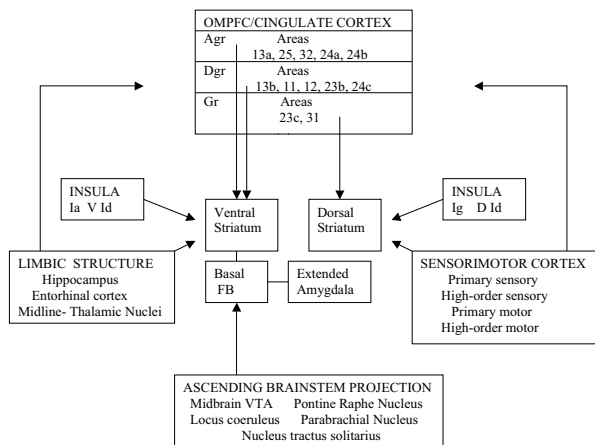 OMPFC/CINGULATE CORTEX
Agr Areas
13a, 25, 32, 24a, 24b
Dgr Areas
13b, 11, 12, 23b, 24c
Gr Areas
23c, 31
INSULA
Ia V Id
Ventral
Striatum
Dorsal
Striatum
INSULA
Ig D Id
LIMBIC STRUCTURE
Hippocampus
Entorhinal cortex
Midline- Thalamic Nuclei
Basal
FB
Extended
Amygdala
SENSORIMOTOR CORTEX
Primary sensory
High-order sensory
Primary motor
High-order motor
ASCENDING BRAINSTEM PROJECTION
Midbrain VTA Pontine Raphe Nucleus
Locus coeruleus Parabrachial Nucleus
Nucleus tractus solitarius